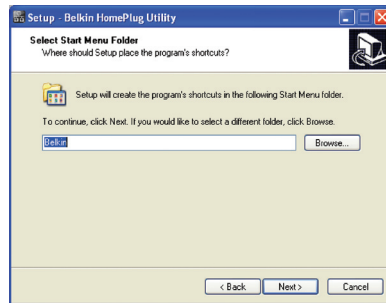 Setup - Belkin HomePlug Utility
Select Start Menu Folder
Where should Setup place the program's shortcuts?
Setup will create the program's shortcuts in the following Start Menu folder.
To continue, click Next. If you would like to select a different folder, click Browse.
Belkin
Browse...
< Back
Next >
Cancel